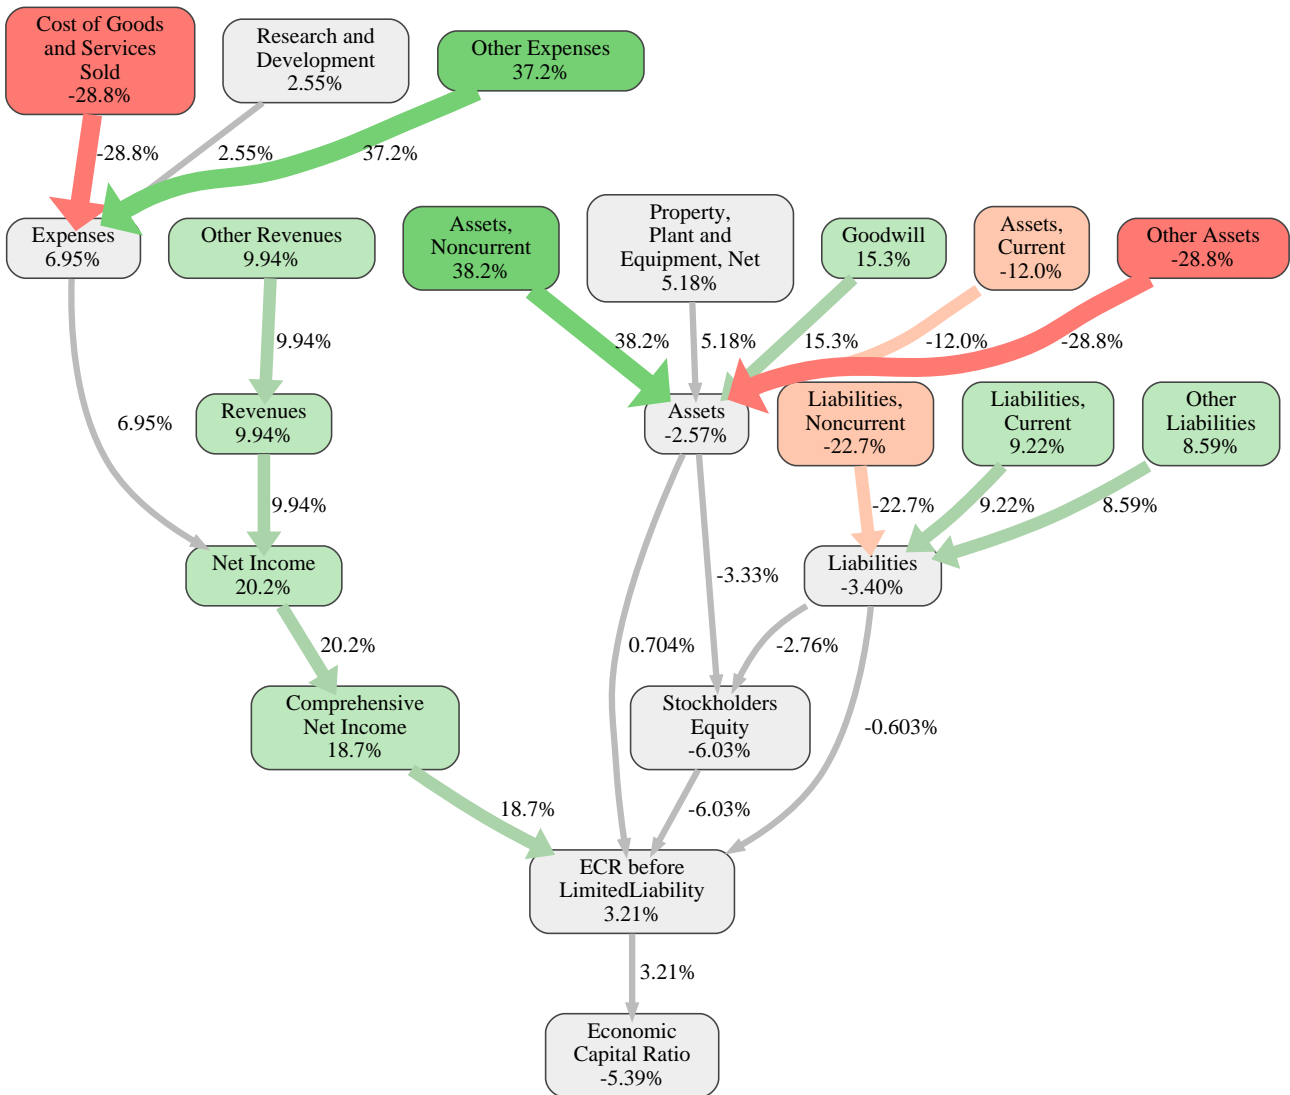 Cost of Goods
and Services
Sold
-28.8%
Research and
Development
2.55%
Other Expenses
37.2%
-28.8%
2.55%
37.2%
Expenses
6.95%
Other Revenues
9.94%
Assets,
Noncurrent
38.2%
Property,
Plant and
Equipment, Net
5.18%
Goodwill
15.3%
Assets,
Current
-12.0%
Other Assets
-28.8%
9.94%
38.2%
5.18%
15.3%
-12.0%
-28.8%
6.95%
Revenues
9.94%
Assets
-2.57%
Liabilities,
Noncurrent
-22.7%
Liabilities,
Current
9.22%
Other
Liabilities
8.59%
9.94%
-22.7%
9.22%
8.59%
Net Income
20.2%
-3.33%
Liabilities
-3.40%
20.2%
0.704%
-2.76%
Comprehensive
Net Income
18.7%
Stockholders
Equity
-6.03%
-0.603%
18.7%
-6.03%
ECR before
LimitedLiability
3.21%
3.21%
Economic
Capital Ratio
-5.39%